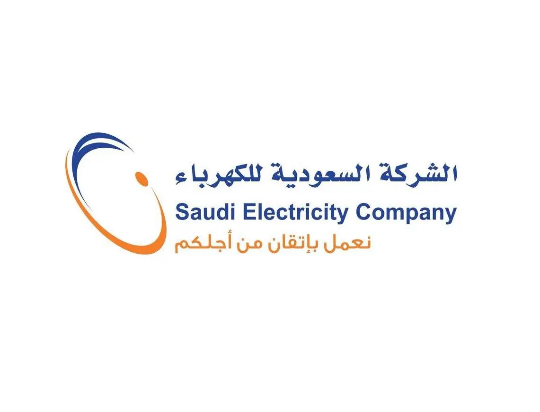 الشركة السعودية للكهرباء
Saudi Electricity Company
نعمل بإتقان من أجلكم